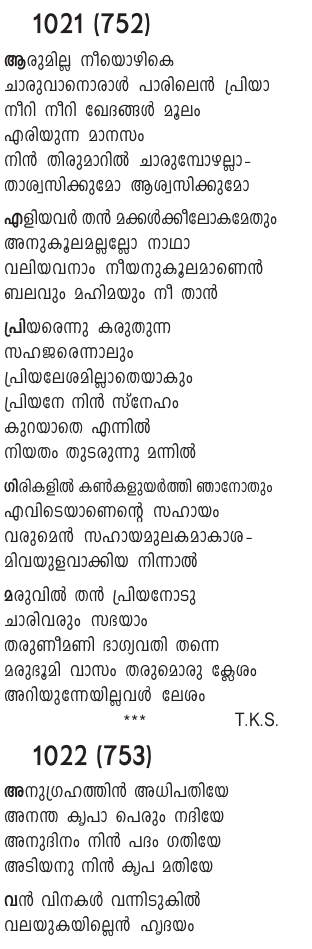 1021 (752)
ആരുമില്ല നീയൊഴികെ
ചാരുവാനൊരാൾ പാരിലെൻ പ്രിയാ
നീറി നീറി ഖേദങ്ങൾ മൂലം
എരിയുന്ന മാനസം
നിൻ തിരുമാറിൽ ചാരുമ്പോഴല്ലാ-
താശ്വസിക്കുമോ ആശ്വസിക്കുമോ
എളിയവർ തൻ മക്കൾക്കീലോകമേതും
അനുകൂലമല്ലല്ലോ നാഥാ
വലിയവനാം നീയനുകൂലമാണെൻ
ബലവും മഹിമയും നീ താൻ
പ്രിയരെന്നു കരുതുന്ന
സഹജരെന്നാലും
പ്രിയലേശമില്ലാതെയാകും
പ്രിയനേ നിൻ സ്നേഹം
കുറയാതെ എന്നിൽ
നിയതം തുടരുന്നു മന്നിൽ
ഗിരികളിൽ കൺകളുയർത്തി ഞാനോതും
എവിടെയാണെന്റെ സഹായം
വരുമെൻ സഹായമുലകമാകാശ-
മിവയുളവാക്കിയ നിന്നാൽ
മരുവിൽ തൻ പ്രിയനോടു
ചാരിവരും സഭയാം
തരുണീമണി ഭാഗ്യവതി തന്നെ
മരുഭൂമി വാസം തരുമൊരു ക്ലേശം
അറിയുന്നേയില്ലവൾ ലേശം
*** T.K.S.
1022 (753)
അനുഗ്രഹത്തിൻ അധിപതിയേ
അനന്ത കൃപാ പെരും നദിയേ
അനുദിനം നിൻ പദം ഗതിയേ
അടിയനു നിൻ കൃപ മതിയേ
വൻ വിനകൾ വന്നിടുകിൽ
വലയുകയില്ലെൻ ഹൃദയം